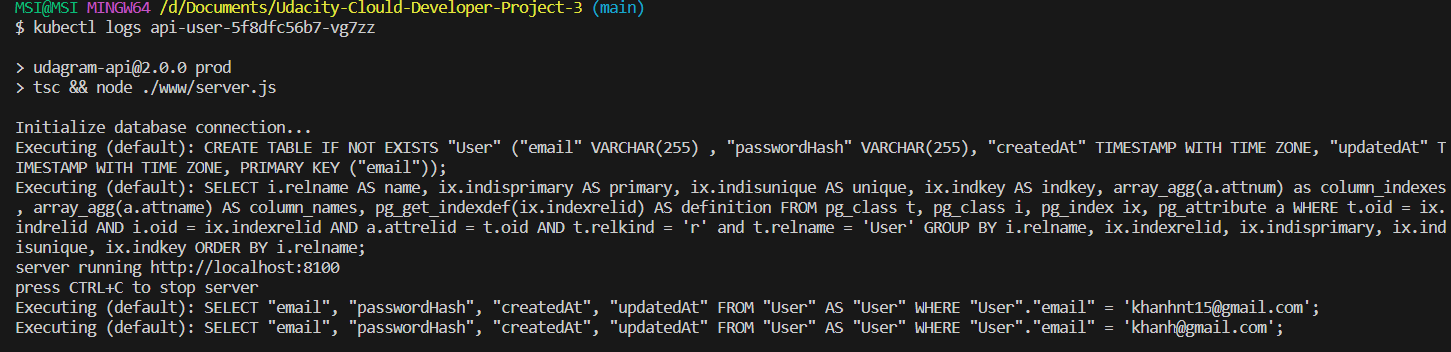 MSI@MSI MINGW64 /d/Documents/Udacity-Clould-Developer-Project-3 (main)
$ kubectl logs api-user-5f8dfc56b7-vg7zz
> udagram-api@2.0.0 prod
> tsc && node ./www/server.js
Initialize database connection...
Executing (default): CREATE TABLE IF NOT EXISTS "User" ("email" VARCHAR(255) , "passwordHash" VARCHAR(255), "createdAt" TIMESTAMP WITH TIME ZONE, "updatedAt" T
IMESTAMP WITH TIME ZONE, PRIMARY KEY ("email"));
Executing (default): SELECT i.relname AS name, ix.indisprimary AS primary, ix.indisunique AS unique, ix.indkey AS indkey, array_agg(a.attnum) as column_indexes
, array_agg(a.attname) AS column_names, pg_get_indexdef(ix.indexrelid) AS definition FROM pg_class t, pg_class i, pg_index ix, pg_attribute a WHERE t.oid = ix.
indrelid AND i.oid = ix.indexrelid AND a.attrelid = t.oid AND t.relkind = 'r' and t.relname = 'User' GROUP BY i.relname, ix.indexrelid, ix.indisprimary, ix.ind
isunique, ix.indkey ORDER BY i.relname;
server running http://localhost:8100
press CTRL+C to stop server
Executing (default): SELECT "email", "passwordHash", "createdAt", "updatedAt" FROM "User" AS "User" WHERE "User"."email" = 'khanhnt15@gmail.com';
Executing (default): SELECT "email", "passwordHash", "createdAt", "updatedAt" FROM "User" AS "User" WHERE "User"."email" = 'khanh@gmail.com';